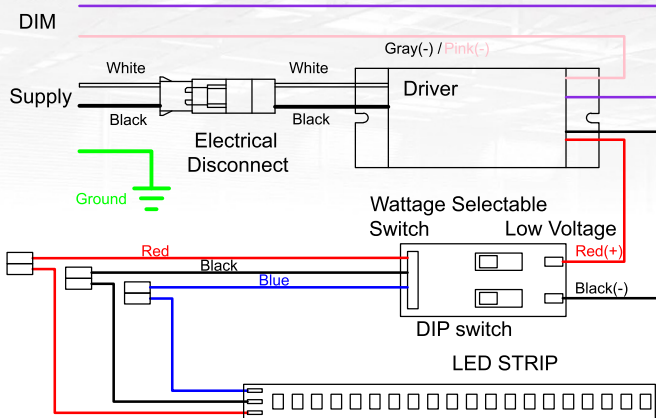 DIM
Gray(-) / Pink(-)
White
White
Supply
Driver
Black
Black
Electrical
Disconnect
Ground
Wattage Selectable
Switch
Low Voltage
Red
Red(+)
Black
Blue
Black(-)
DIP switch
LED STRIP